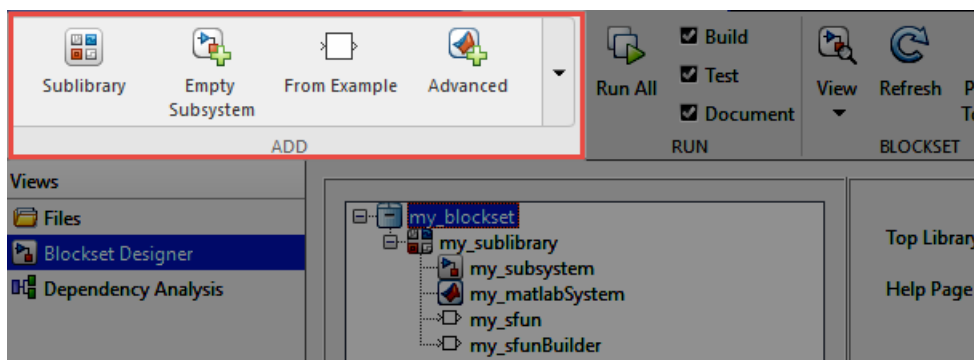 Sublibrary
Empty Subsystem
From Example
Advanced
ADD
Run All
Build
Test
Document
RUN
View
Refresh
BLOCKSET
Views
Files
Blockset Designer
Dependency Analysis
my_blockset
my_sublibrary
my_subsystem
my_matlabSystem
my_sfun
my_sfunBuilder
Top Library
Help Page